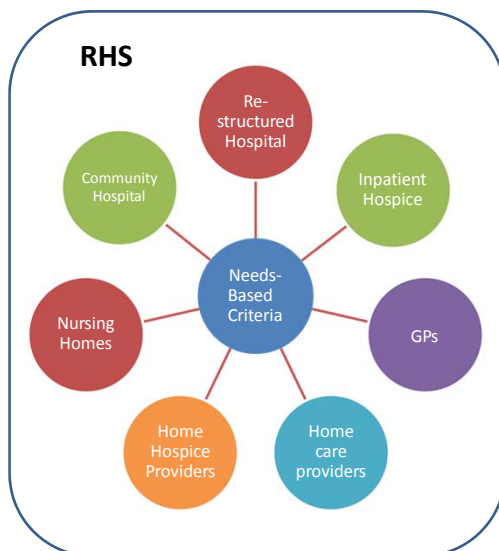 RHS
Re-
structured
Hospital
Community
Hospital
Inpatient
Hospice
Needs-
Based
Criteria
Nursing
Homes
GPs
Home
Hospice
Providers
Home
care
providers